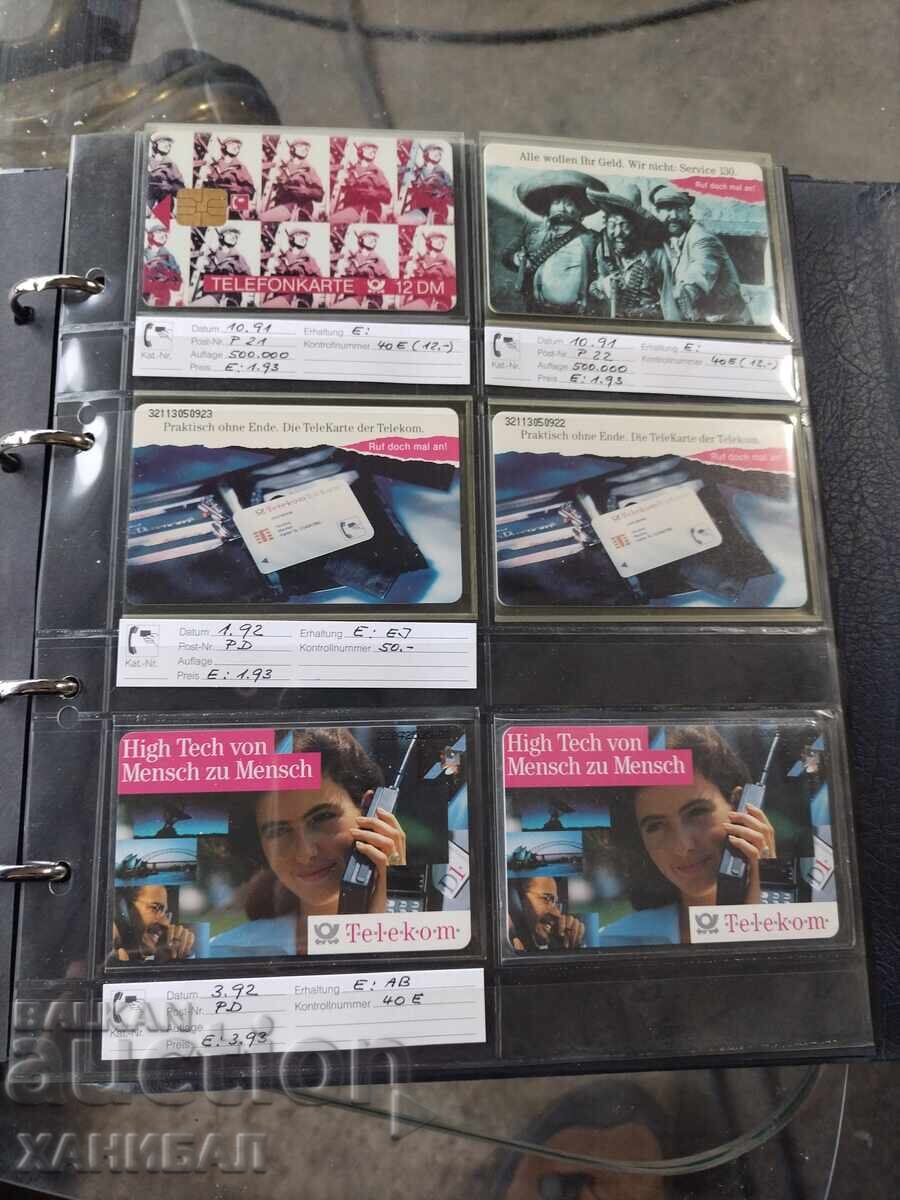 TELEFONKARTE 12 DM
Alle wollen Ihr Geld. Wir nicht: Service 130.
Ruf doch mal an!
Datum 10.91 Erhaltung E:
Post-Nr. P 21 Kontrollnummer 40 E (12,-)
Auflage 500.000
Kat.-Nr. Preis E: 1.93
Datum 10.91 Erhaltung E:
Post-Nr. P 22 Kontrollnummer 40 E (12,-)
Auflage 500.000
Kat.-Nr. Preis E: 1.93
32113050923
Praktisch ohne Ende. Die TeleKarte der Telekom.
Ruf doch mal an!
Telekom
32113050922
Praktisch ohne Ende. Die TeleKarte der Telekom.
Ruf doch mal an!
Telekom
Datum 1.92 Erhaltung E: EJ
Post-Nr. PD Kontrollnummer 50.-
Auflage
Kat.-Nr. Preis E: 1.93
High Tech von
Mensch zu Mensch
D1
Telekom
High Tech von
Mensch zu Mensch
D1
Telekom
Datum 3.92 Erhaltung E: AB
Post-Nr. PD Kontrollnummer 40 E
Auflage
Kat.-Nr. Preis E: 3.93
BALKAN
auction
ХАНИБАЛ